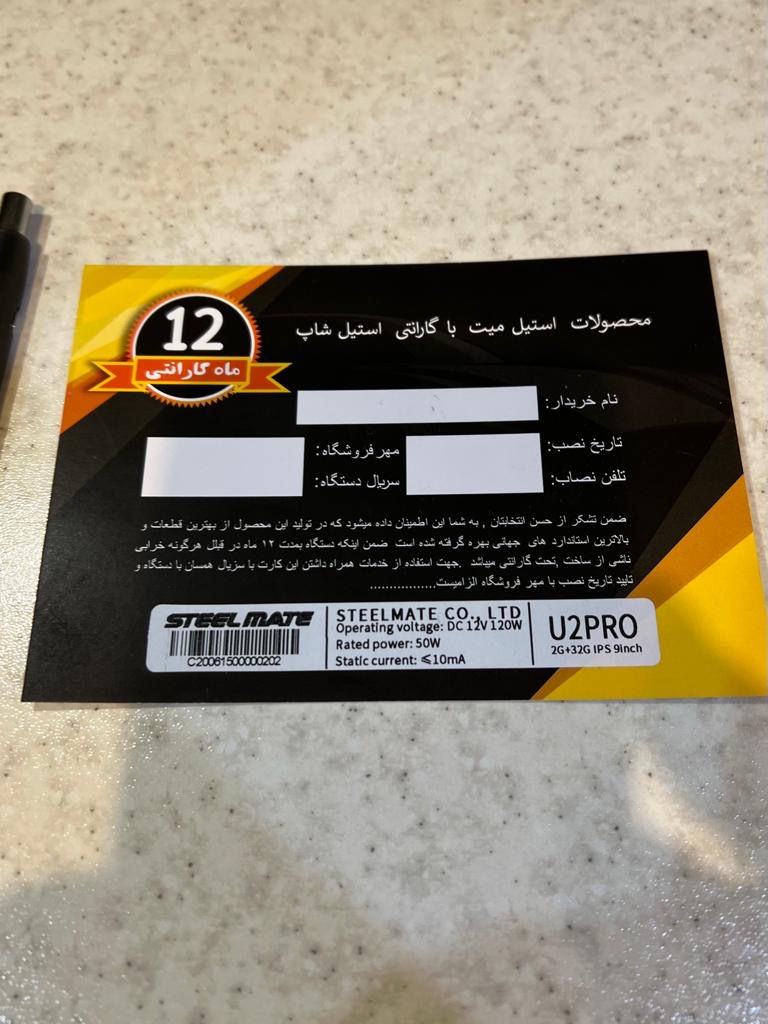 12
ماه گارانتی
محصولات استیل میت با گارانتی استیل شاپ
نام خریدار:
تاریخ نصب:
مهر فروشگاه:
تلفن نصاب:
سریال دستگاه:
ضمن تشکر از حسن انتخابتان , به شما این اطمینان داده میشود که در تولید این محصول از بهترین قطعات و
بالاترین استاندارد های جهانی بهره گرفته شده است ضمن اینکه دستگاه بمدت ۱۲ ماه در قبلل هرگونه خرابی
ناشی از ساخت ,تحت گارانتی میباشد .جهت استفاده از خدمات همراه داشتن این کارت با سزیال همسان با دستگاه و
تایید تاریخ نصب با مهر فروشگاه الزامیست.................
STEEL MATE
C20061500000202
STEELMATE CO., LTD
Operating voltage: DC 12V 120W
Rated power: 50W
Static current: ≤10mA
U2PRO
2G+32G IPS 9inch